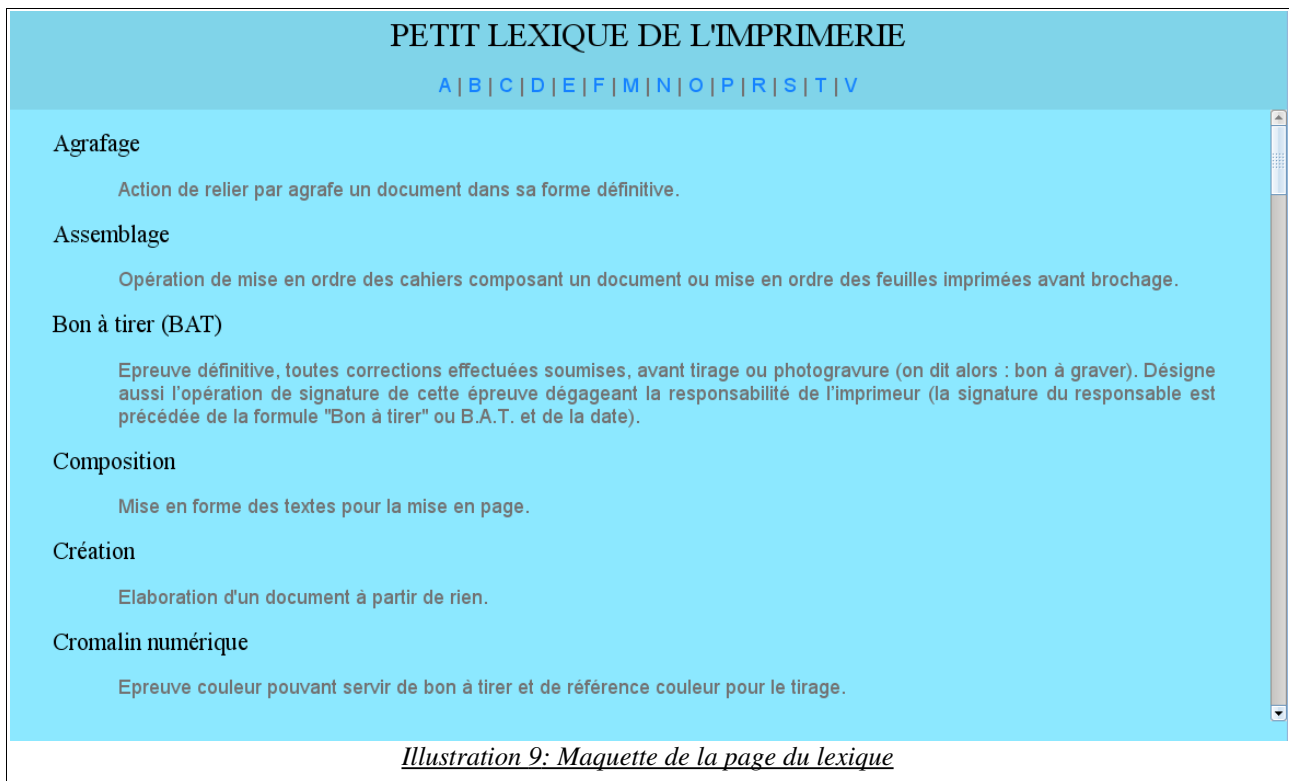 PETIT LEXIQUE DE L'IMPRIMERIE
A | B | C | D | E | F | M | N | O | P | R | S | T | V
Agrafage
Action de relier par agrafe un document dans sa forme définitive.
Assemblage
Opération de mise en ordre des cahiers composant un document ou mise en ordre des feuilles imprimées avant brochage.
Bon à tirer (BAT)
Epreuve définitive, toutes corrections effectuées soumises, avant tirage ou photogravure (on dit alors : bon à graver). Désigne
aussi l'opération de signature de cette épreuve dégageant la responsabilité de l'imprimeur (la signature du responsable est
précédée de la formule "Bon à tirer" ou B.A.T. et de la date).
Composition
Mise en forme des textes pour la mise en page.
Création
Elaboration d'un document à partir de rien.
Cromalin numérique
Epreuve couleur pouvant servir de bon à tirer et de référence couleur pour le tirage.
Illustration 9: Maquette de la page du lexique